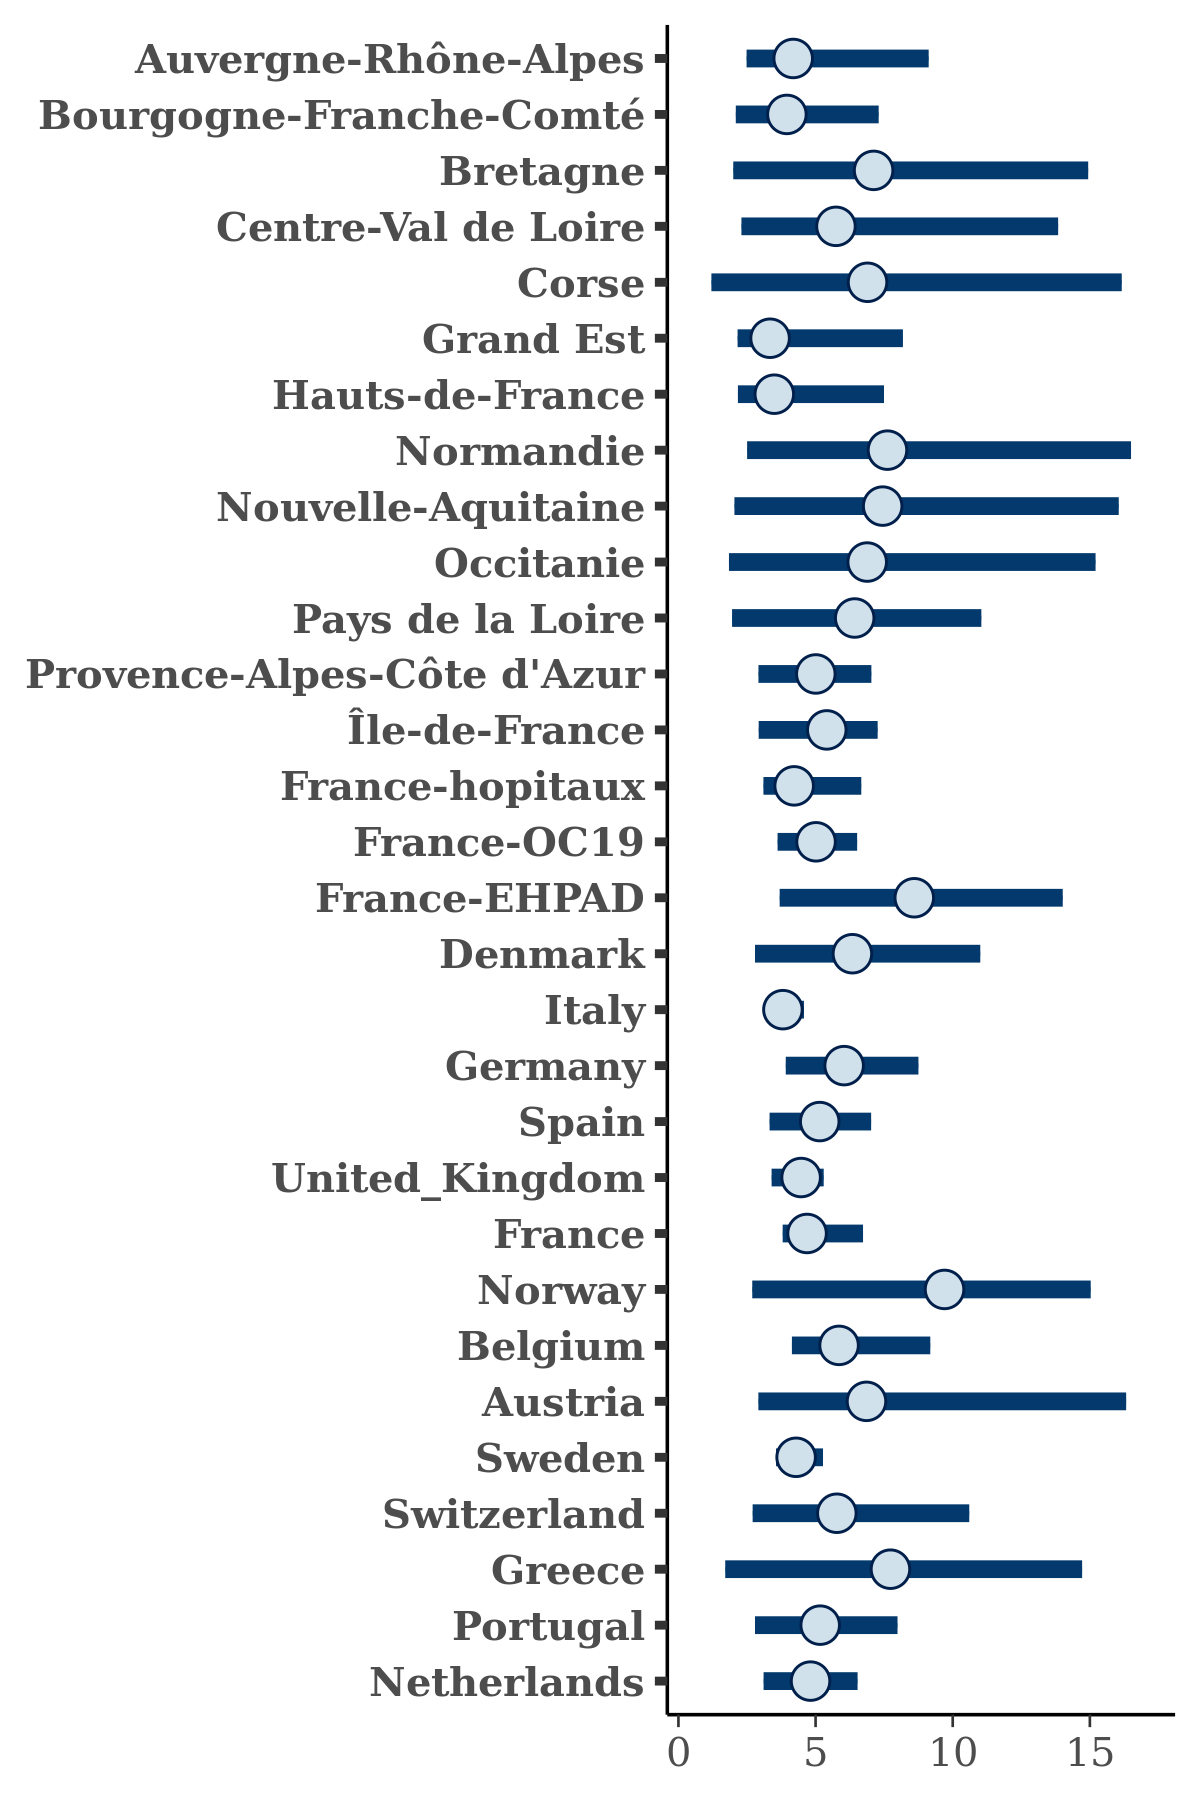 Auvergne-Rhône-Alpes
Bourgogne-Franche-Comté
Bretagne
Centre-Val de Loire
Corse
Grand Est
Hauts-de-France
Normandie
Nouvelle-Aquitaine
Occitanie
Pays de la Loire
Provence-Alpes-Côte d'Azur
Île-de-France
France-hopitaux
France-OC19
France-EHPAD
Denmark
Italy
Germany
Spain
United_Kingdom
France
Norway
Belgium
Austria
Sweden
Switzerland
Greece
Portugal
Netherlands
0 5 10 15